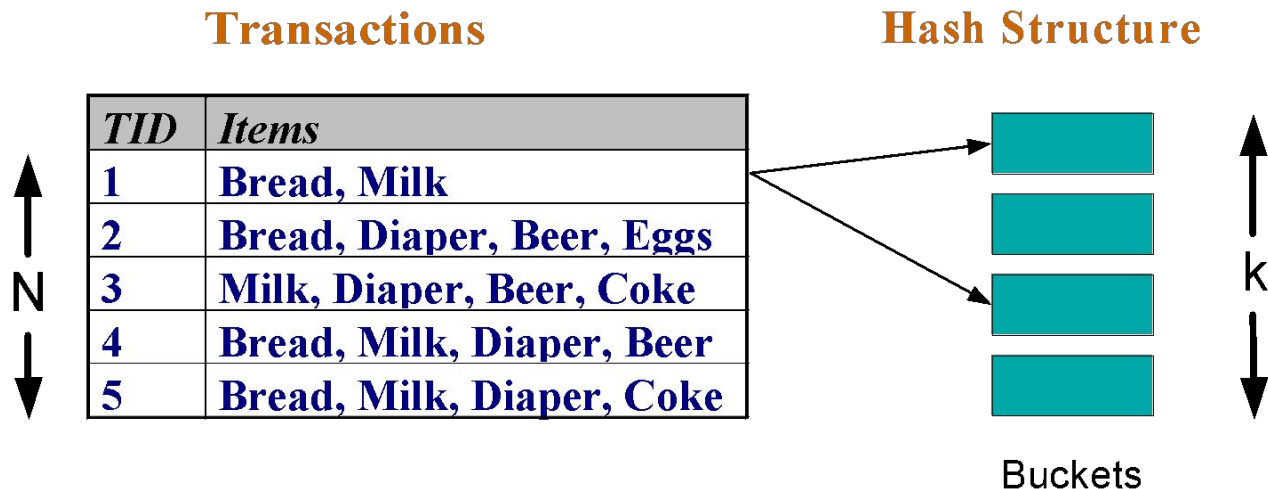 Transactions
Hash Structure
TID Items
1 Bread, Milk
2 Bread, Diaper, Beer, Eggs
3 Milk, Diaper, Beer, Coke
4 Bread, Milk, Diaper, Beer
5 Bread, Milk, Diaper, Coke
N
k
Buckets